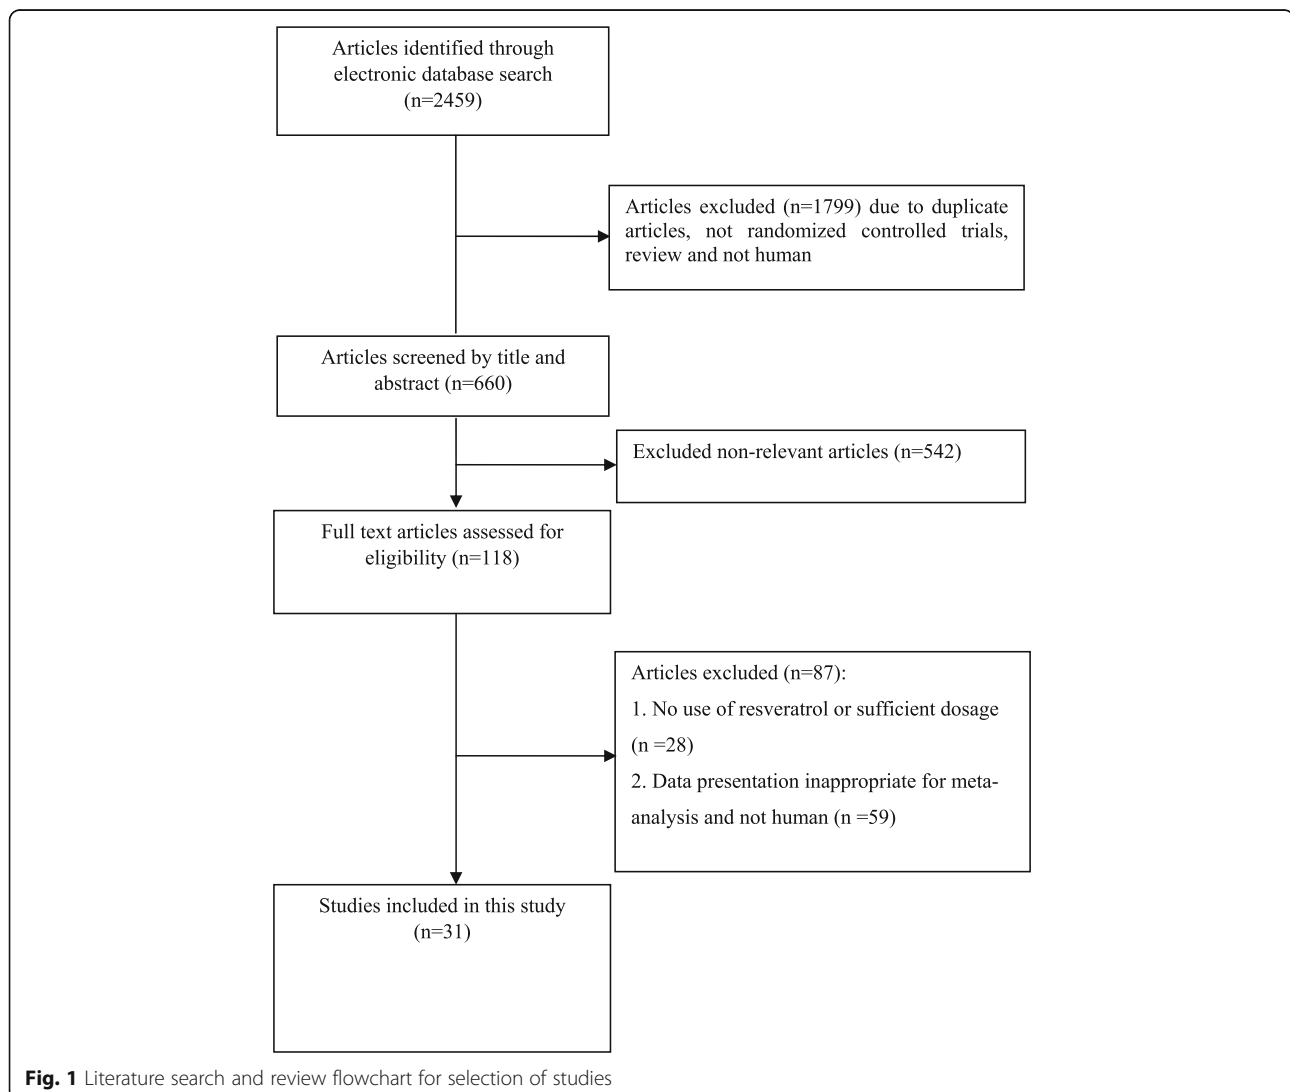 Articles identified through
electronic database search
(n=2459)
Articles excluded (n=1799) due to duplicate
articles, not randomized controlled trials,
review and not human
Articles screened by title and
abstract (n=660)
Excluded non-relevant articles (n=542)
Full text articles assessed for
eligibility (n=118)
Articles excluded (n=87):
1. No use of resveratrol or sufficient dosage
(n =28)
2. Data presentation inappropriate for meta-
analysis and not human (n =59)
Studies included in this study
(n=31)
Fig. 1 Literature search and review flowchart for selection of studies